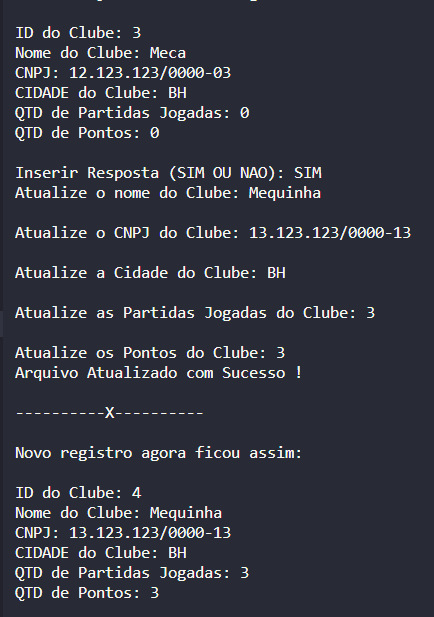 ID do Clube: 3
Nome do Clube: Meca
CNPJ: 12.123.123/0000-03
CIDADE do Clube: BH
QTD de Partidas Jogadas: 0
QTD de Pontos: 0
Inserir Resposta (SIM OU NAO): SIM
Atualize o nome do Clube: Mequinha
Atualize o CNPJ do Clube: 13.123.123/0000-13
Atualize a Cidade do Clube: BH
Atualize as Partidas Jogadas do Clube: 3
Atualize os Pontos do Clube: 3
Arquivo Atualizado com Sucesso !
----------X----------
Novo registro agora ficou assim:
ID do Clube: 4
Nome do Clube: Mequinha
CNPJ: 13.123.123/0000-13
CIDADE do Clube: BH
QTD de Partidas Jogadas: 3
QTD de Pontos: 3